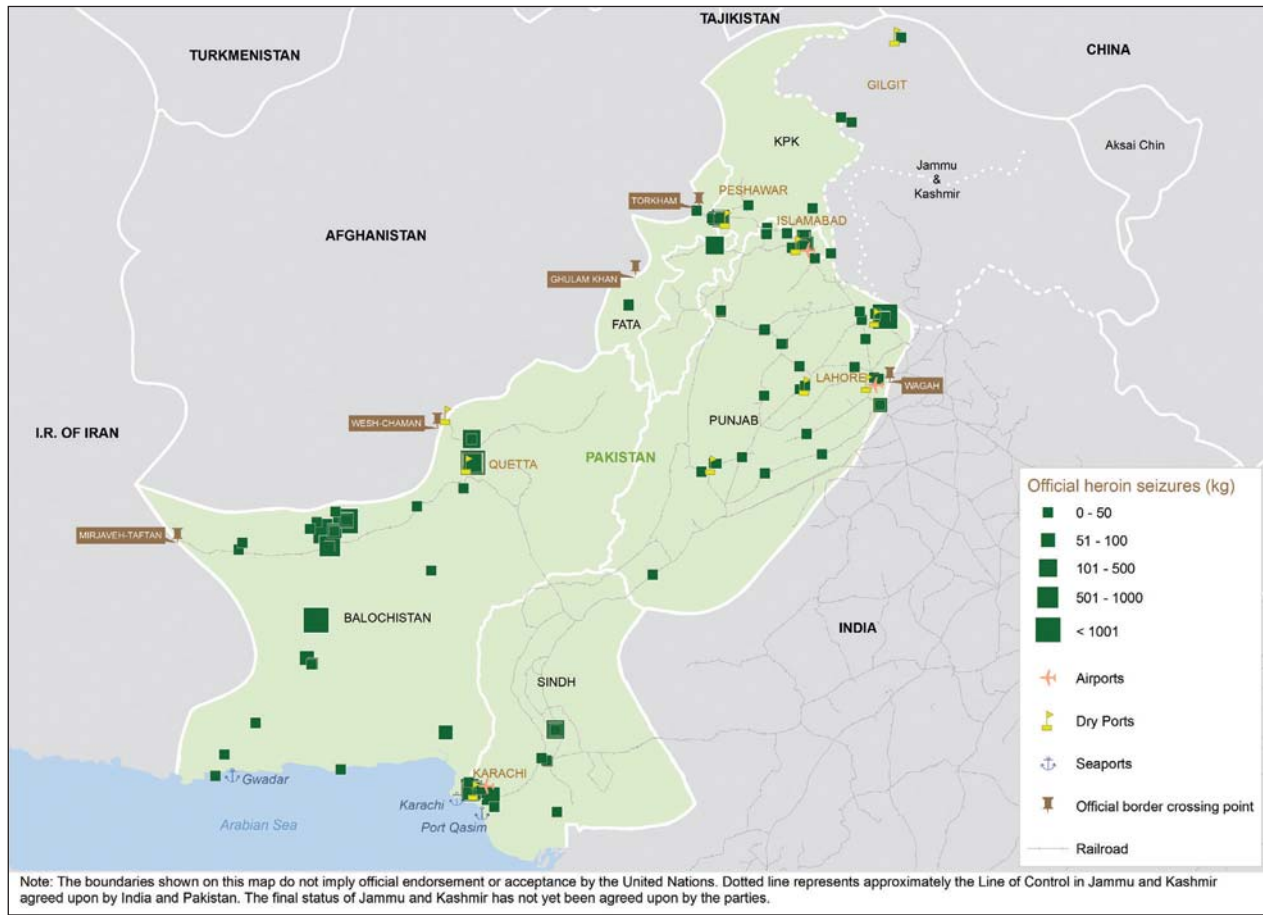 TAJIKISTAN
TURKMENISTAN
CHINA
GILGIT
KPK
Aksai Chin
Jammu
&
Kashmir
PESHAWAR
TORKHAM
ISLAMABAD
AFGHANISTAN
GHULAM KHAN
FATA
LAHORE
WAGAH
WESH-CHAMAN
PUNJAB
I.R. OF IRAN
QUETTA
PAKISTAN
MIRJAVEH-TAFTAN
BALOCHISTAN
INDIA
SINDH
KARACHI
Gwadar
Karachi
Port Qasim
Arabian Sea
Official heroin seizures (kg)
0 - 50
51 - 100
101 - 500
501 - 1000
< 1001
Airports
Dry Ports
Seaports
Official border crossing point
Railroad
Note: The boundaries shown on this map do not imply official endorsement or acceptance by the United Nations. Dotted line represents approximately the Line of Control in Jammu and Kashmir
agreed upon by India and Pakistan. The final status of Jammu and Kashmir has not yet been agreed upon by the parties.